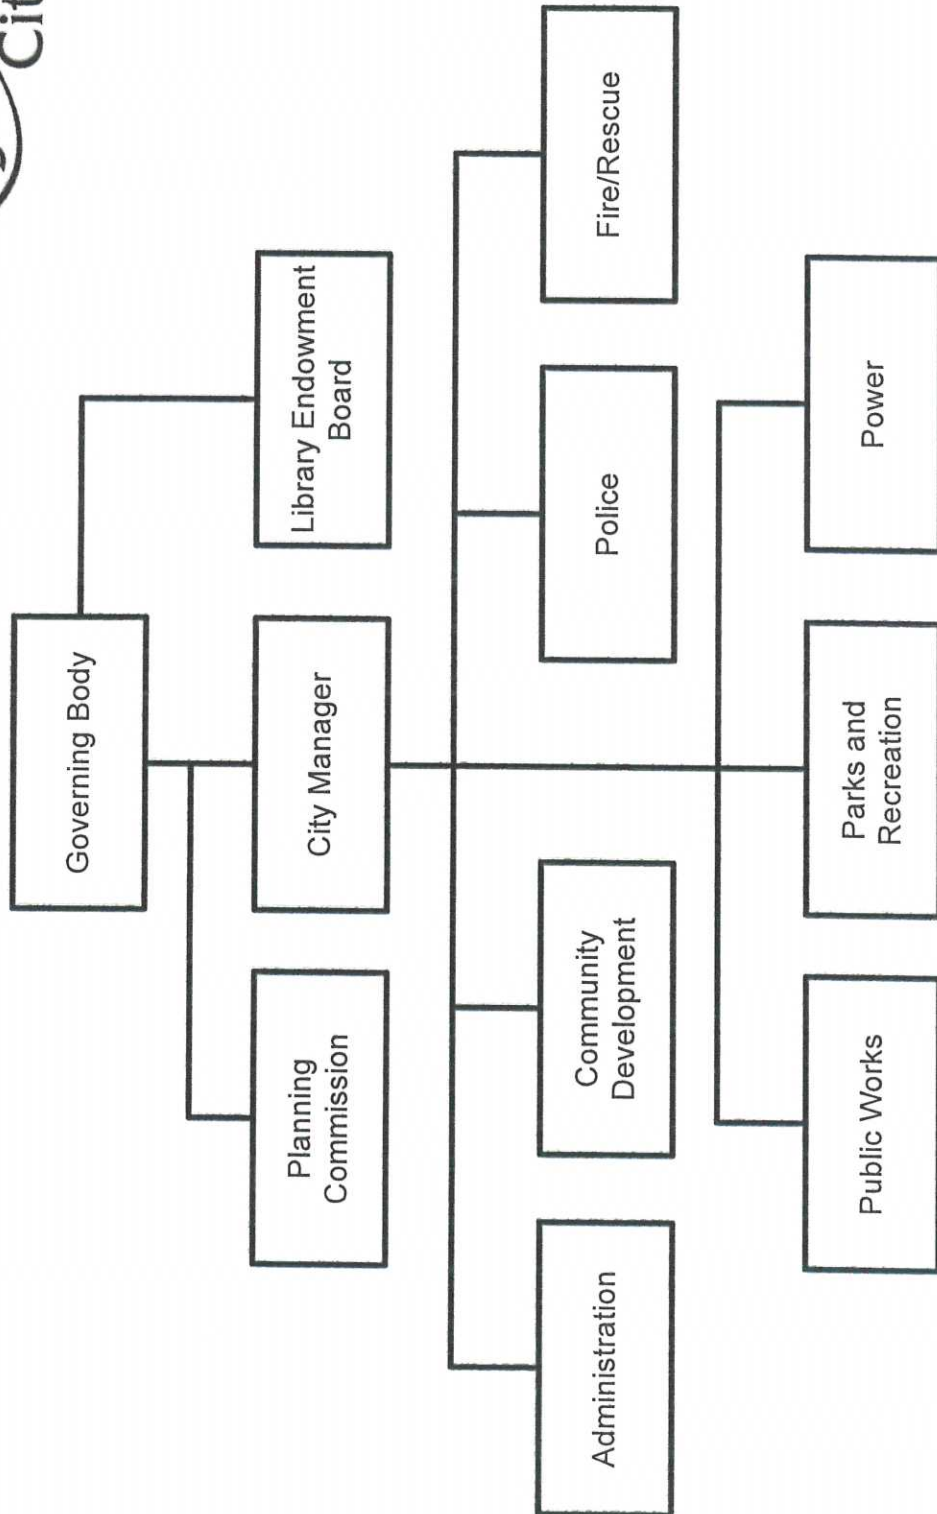 Cit
Governing Body
Planning
Commission
City Manager
Library Endowment
Board
Administration
Community
Development
Police
Fire/Rescue
Public Works
Parks and
Recreation
Power